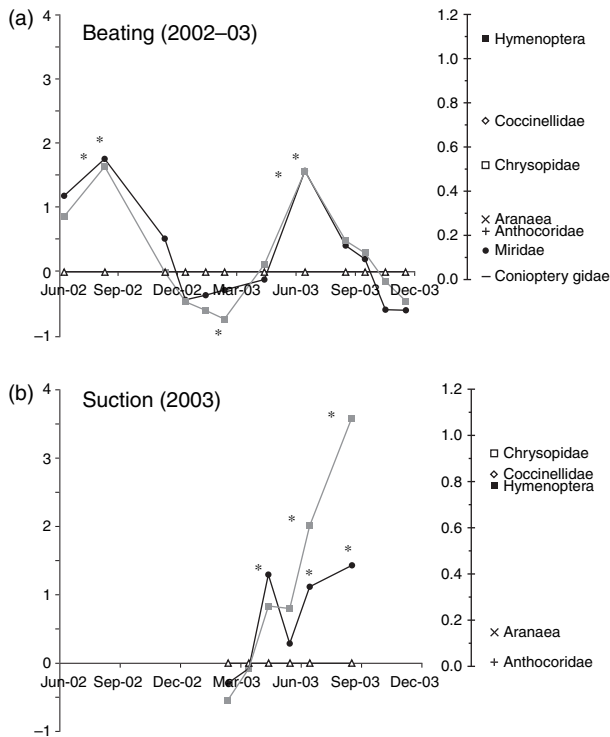 (a)
Beating (2002–03)
4
3
2
1
0
–1
Jun-02 Sep-02 Dec-02 Mar-03 Jun-03 Sep-03 Dec-03
* * * * *
1.2
1.0
0.8
0.6
0.4
0.2
0.0
Hymenoptera
Coccinellidae
Chrysopidae
Aranaea
Anthocoridae
Miridae
Conioptery gidae
(b)
Suction (2003)
4
3
2
1
0
–1
Jun-02 Sep-02 Dec-02 Mar-03 Jun-03 Sep-03 Dec-03
* * * * *
1.2
1.0
0.8
0.6
0.4
0.2
0.0
Chrysopidae
Coccinellidae
Hymenoptera
Aranaea
Anthocoridae